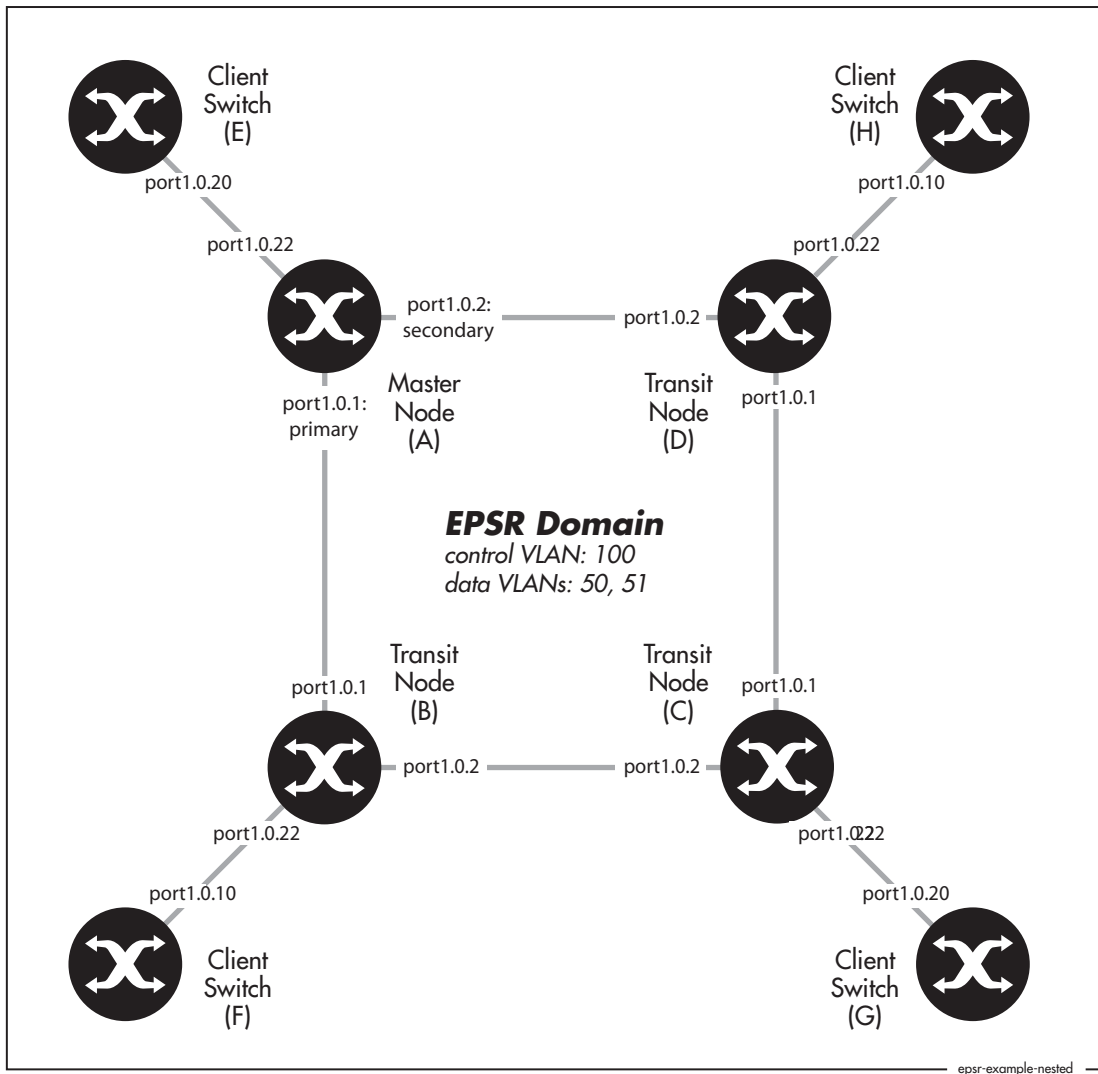 Client
Switch
(E)
Client
Switch
(H)
port1.0.20
port1.0.10
port1.0.22
port1.0.22
port1.0.2:
secondary
port1.0.2
Master
Node
(A)
Transit
Node
(D)
port1.0.1:
primary
port1.0.1
EPSR Domain
control VLAN: 100
data VLANs: 50, 51
Transit
Node
(B)
Transit
Node
(C)
port1.0.1
port1.0.1
port1.0.2
port1.0.2
port1.0.22
port1.0.22
port1.0.10
port1.0.20
Client
Switch
(F)
Client
Switch
(G)
epsr-example-nested